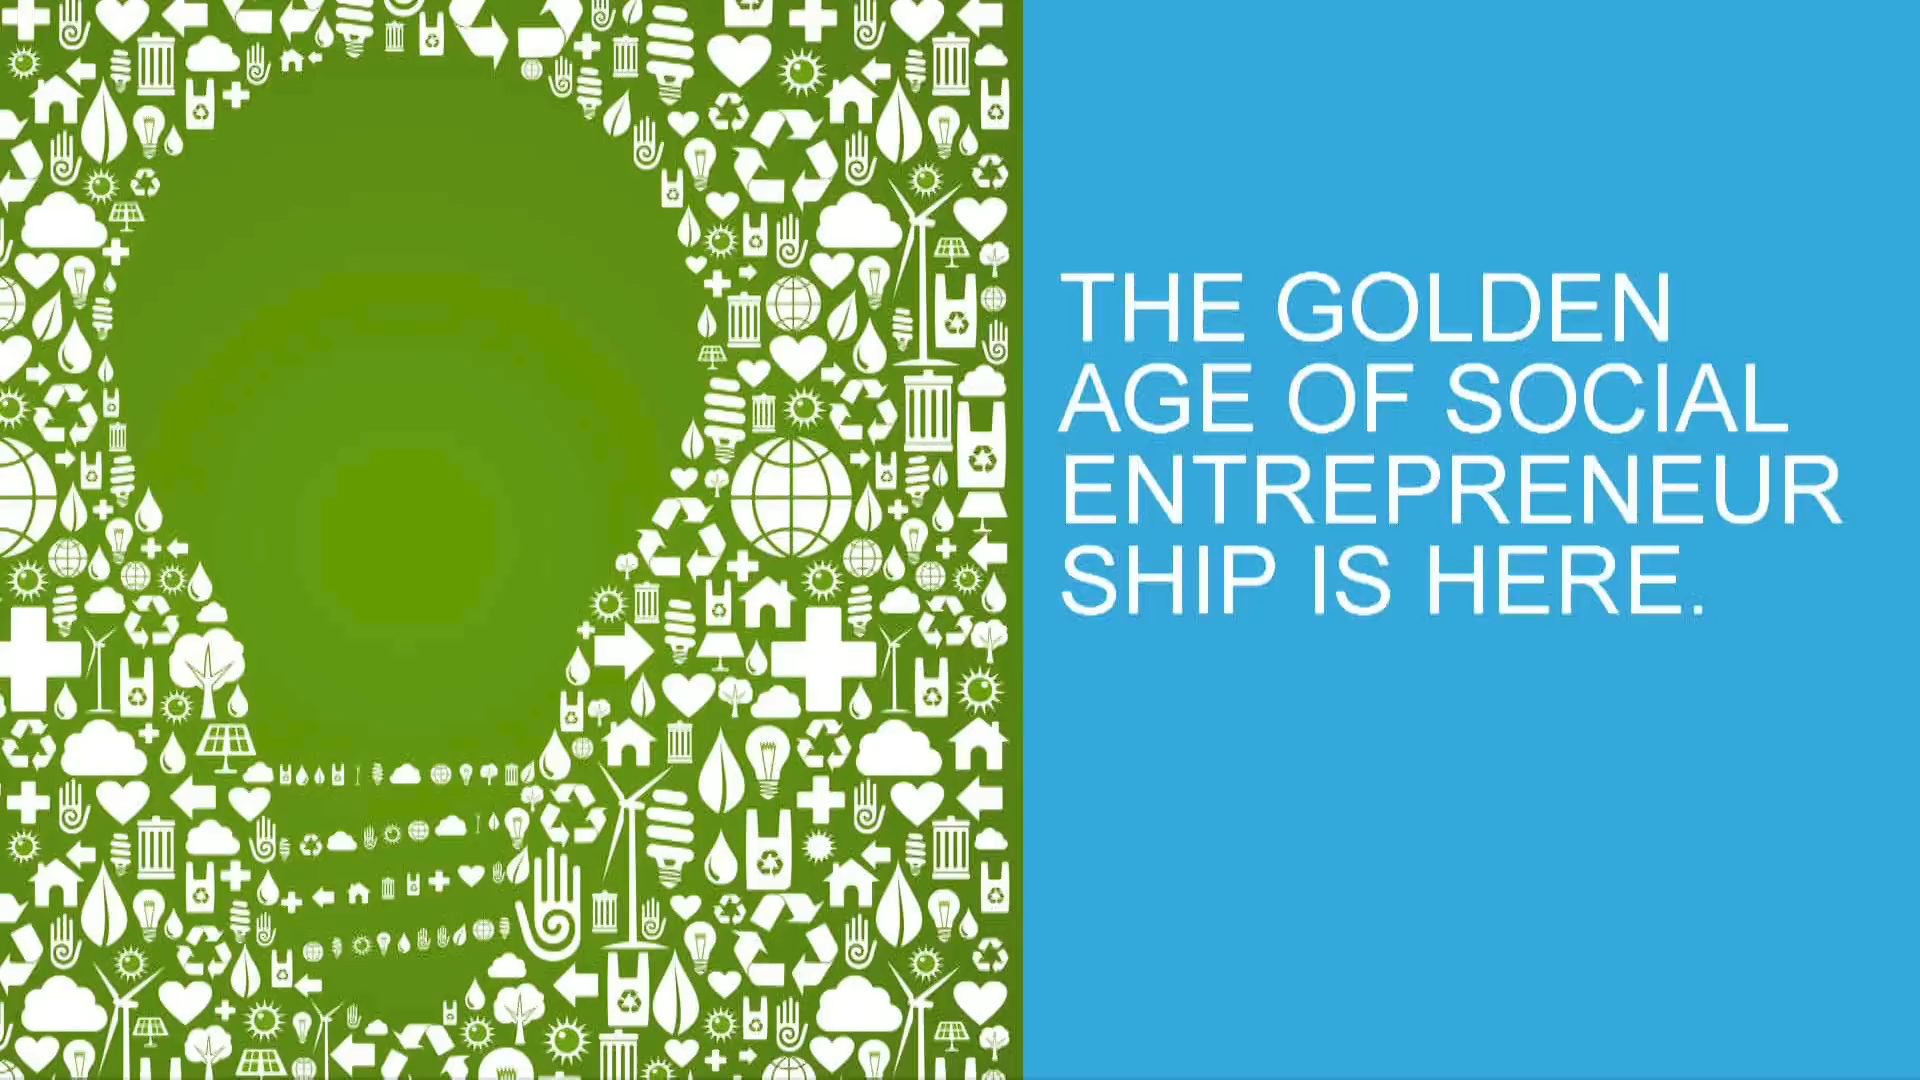 THE GOLDEN
AGE OF SOCIAL
ENTREPRENEUR
SHIP IS HERE.